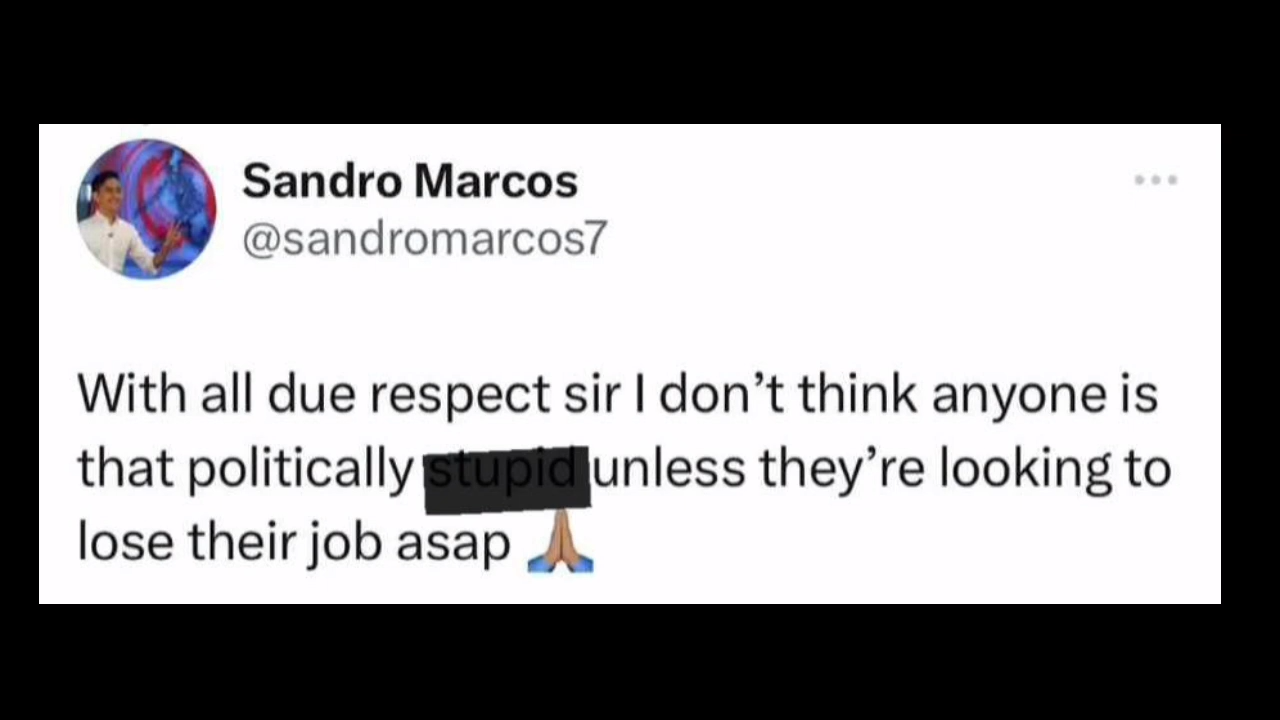 Sandro Marcos
@sandromarcos7
With all due respect sir I don’t think anyone is
that politically stupid unless they’re looking to
lose their job asap 🙏🏽